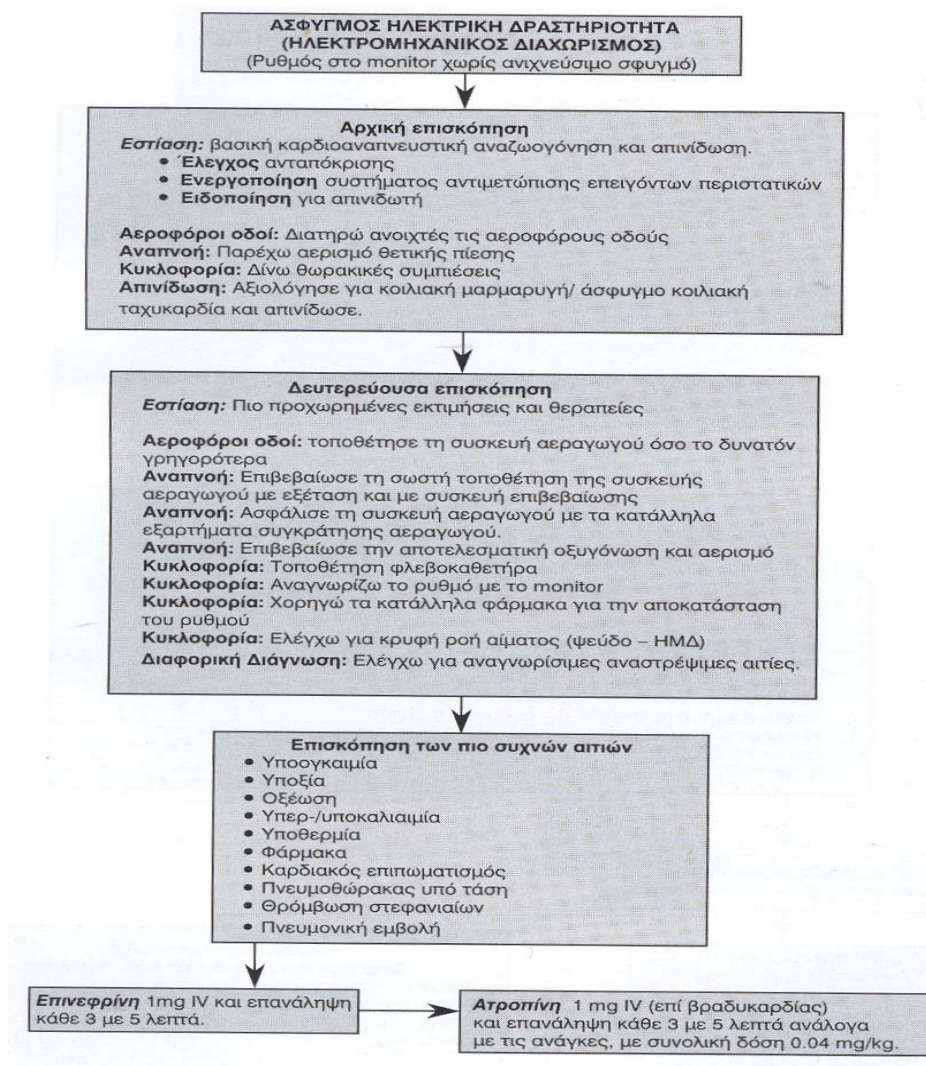 ΑΣΦΥΓΜΟΣ ΗΛΕΚΤΡΙΚΗ ΔΡΑΣΤΗΡΙΟΤΗΤΑ
(ΗΛΕΚΤΡΟΜΗΧΑΝΙΚΟΣ ΔΙΑΧΩΡΙΣΜΟΣ)
(Ρυθμός στο monitor χωρίς ανιχνεύσιμο σφυγμό)
Αρχική επισκόπηση
Εστίαση: βασική καρδιοαναπνευστική αναζωογόνηση και απινίδωση.
• Έλεγχος ανταπόκρισης
• Ενεργοποίηση συστήματος αντιμετώπισης επειγόντων περιστατικών
• Ειδοποίηση για απινιδωτή
Αεροφόροι οδοί: Διατηρώ ανοιχτές τις αεροφόρους οδούς
Αναπνοή: Παρέχω αερισμό θετικής πίεσης
Κυκλοφορία: Δίνω θωρακικές συμπιέσεις
Απινίδωση: Αξιολόγησε για κοιλιακή μαρμαρυγή/ άσφυγμο κοιλιακή
ταχυκαρδία και απινίδωσε.
Δευτερεύουσα επισκόπηση
Εστίαση: Πιο προχωρημένες εκτιμήσεις και θεραπείες
Αεροφόροι οδοί: τοποθέτησε τη συσκευή αεραγωγού όσο το δυνατόν
γρηγορότερα
Αναπνοή: Επιβεβαίωσε τη σωστή τοποθέτηση της συσκευής
αεραγωγού με εξέταση και με συσκευή επιβεβαίωσης
Αναπνοή: Ασφάλισε τη συσκευή αεραγωγού με τα κατάλληλα
εξαρτήματα συγκράτησης αεραγωγού.
Αναπνοή: Επιβεβαίωσε την αποτελεσματική οξυγόνωση και αερισμό
Κυκλοφορία: Τοποθέτηση φλεβοκαθετήρα
Κυκλοφορία: Αναγνωρίζω το ρυθμό με το monitor
Κυκλοφορία: Χορηγώ τα κατάλληλα φάρμακα για την αποκατάσταση
του ρυθμού
Κυκλοφορία: Ελέγχω για κρυφή ροή αίματος (ψεύδο – ΗΜΔ)
Διαφορική Διάγνωση: Ελέγχω για αναγνωρίσιμες αναστρέψιμες αιτίες.
Επισκόπηση των πιο συχνών αιτιών
• Υποογκαιμία
• Υποξία
• Οξέωση
• Υπερ-/υποκαλιαιμία
• Υποθερμία
• Φάρμακα
• Καρδιακός επιπωματισμός
• Πνευμοθώρακας υπό τάση
• Θρόμβωση στεφανιαίων
• Πνευμονική εμβολή
Επινεφρίνη 1mg IV και επανάληψη
κάθε 3 με 5 λεπτά.
Ατροπίνη 1 mg IV (επί βραδυκαρδίας)
και επανάληψη κάθε 3 με 5 λεπτά ανάλογα
με τις ανάγκες, με συνολική δόση 0.04 mg/kg.